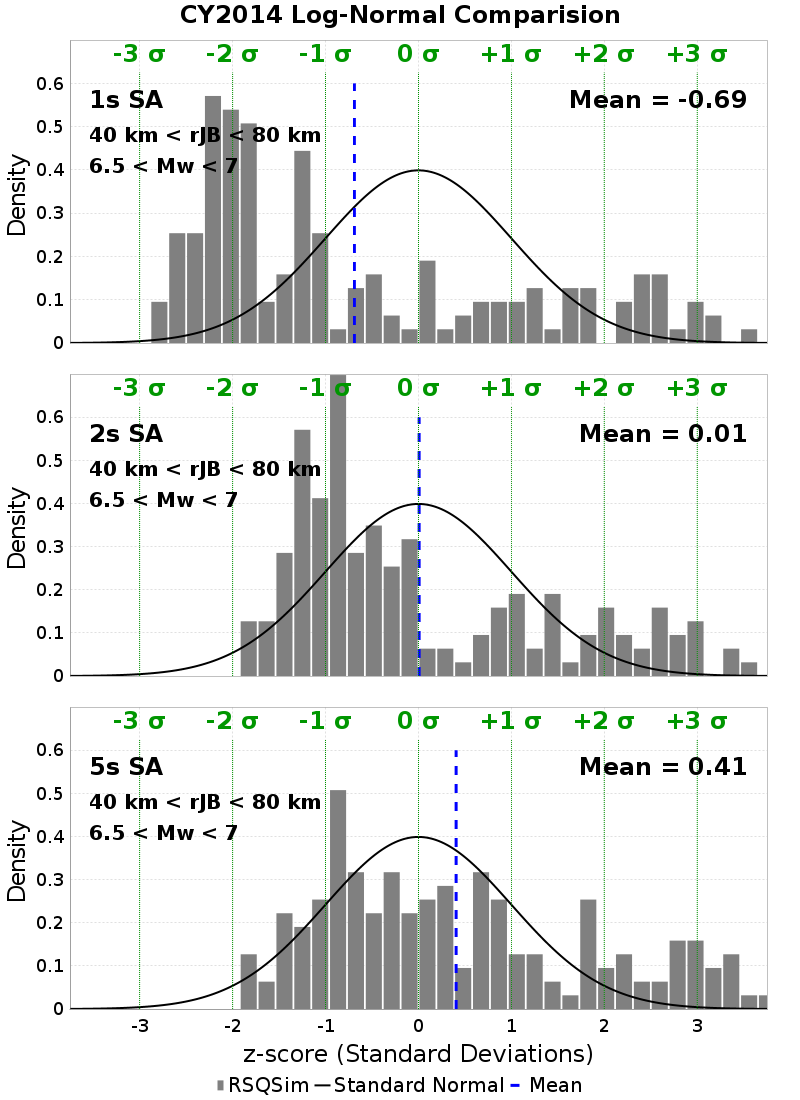 CY2014 Log-Normal Comparision
-3 σ -2 σ -1 σ 0 σ +1 σ +2 σ +3 σ
1s SA Mean = -0.69
40 km < rJB < 80 km
6.5 < Mw < 7
0.6
0.5
0.4
0.3
0.2
0.1
0
Density
-3 σ -2 σ -1 σ 0 σ +1 σ +2 σ +3 σ
2s SA Mean = 0.01
40 km < rJB < 80 km
6.5 < Mw < 7
0.6
0.5
0.4
0.3
0.2
0.1
0
Density
-3 σ -2 σ -1 σ 0 σ +1 σ +2 σ +3 σ
5s SA Mean = 0.41
40 km < rJB < 80 km
6.5 < Mw < 7
0.6
0.5
0.4
0.3
0.2
0.1
0
Density
-3 -2 -1 0 1 2 3
z-score (Standard Deviations)
RSQSim Standard Normal Mean